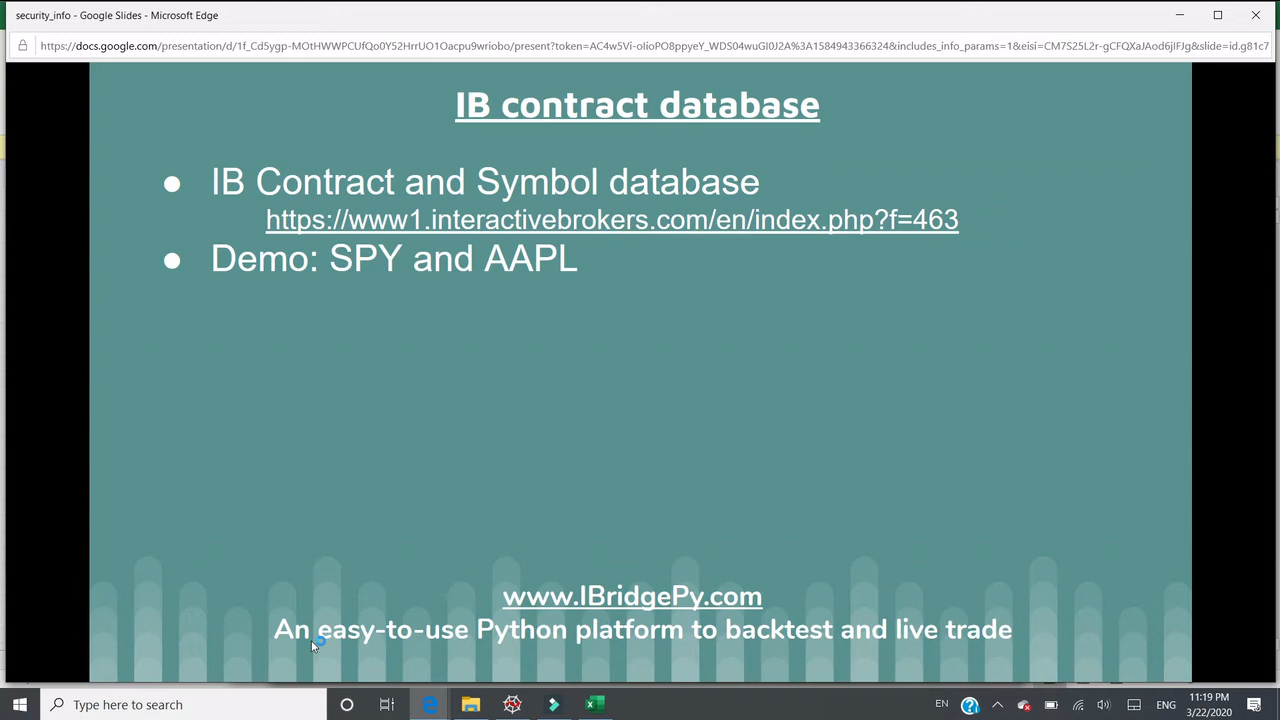 security_info - Google Slides - Microsoft Edge
https://docs.google.com/presentation/d/1f_Cd5ygp-MOtHWWPCUfQo0Y52HrrUO1Oacpu9wriobo/present?token=AC4w5Vi-oIioPO8ppyeY_WDS04wuGI0J2A%3A1584943366324&includes_info_params=1&eisi=CM7S25L2r-gCFQXaJAod6jIFJg&slide=id.g81c7
IB contract database
● IB Contract and Symbol database
https://www1.interactivebrokers.com/en/index.php?f=463
● Demo: SPY and AAPL
www.IBridgePy.com
An easy-to-use Python platform to backtest and live trade
Type here to search
EN
ENG
11:19 PM
3/22/2020